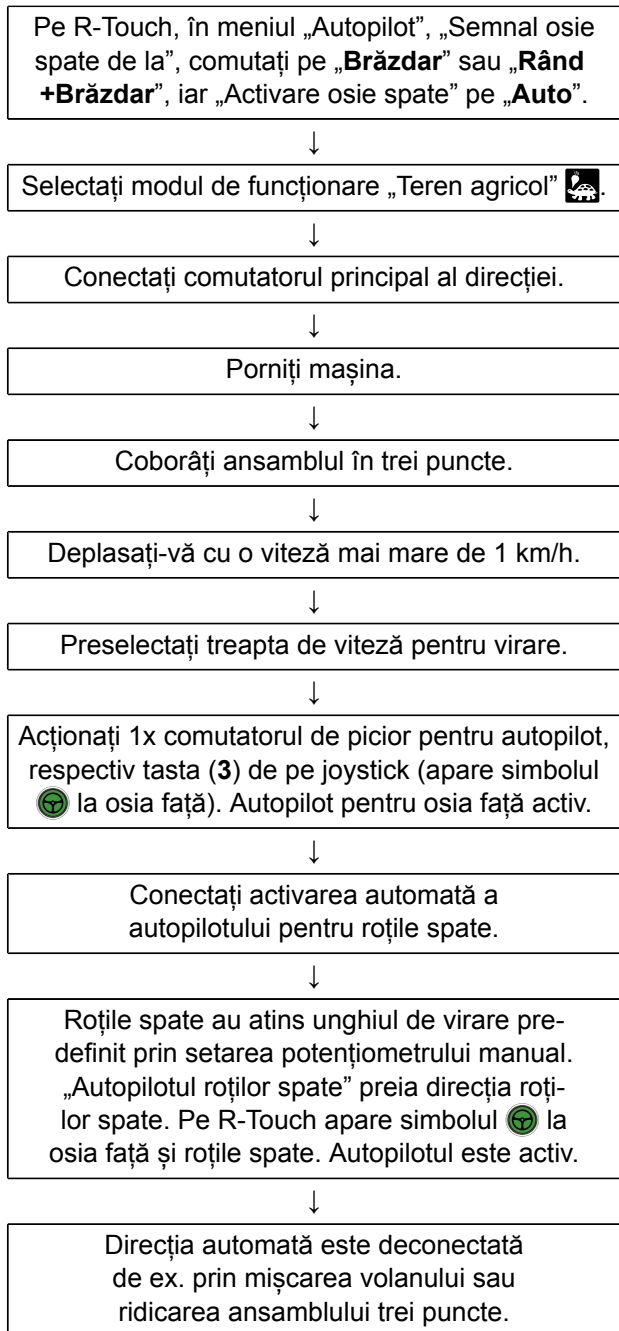 Pe R-Touch, în meniul „Autopilot”, „Semnal osie
spate de la”, comutați pe „Brăzdar” sau „Rând
+Brăzdar”, iar „Activare osie spate” pe „Auto”.
↓
Selectați modul de funcționare „Teren agricol” .
↓
Conectați comutatorul principal al direcției.
↓
Porniți mașina.
↓
Coborâți ansamblul în trei puncte.
↓
Deplasați-vă cu o viteză mai mare de 1 km/h.
↓
Preselectați treapta de viteză pentru virare.
↓
Acționați 1x comutatorul de picior pentru autopilot,
respectiv tasta (3) de pe joystick (apare simbolul
la osia față). Autopilot pentru osia față activ.
↓
Conectați activarea automată a
autopilotului pentru roțile spate.
↓
Roțile spate au atins unghiul de virare pre-
definit prin setarea potențiometrului manual.
„Autopilotul roților spate” preia direcția roți-
lor spate. Pe R-Touch apare simbolul la
osia față și roțile spate. Autopilotul este activ.
↓
Direcția automată este deconectată
de ex. prin mișcarea volanului sau
ridicarea ansamblului trei puncte.